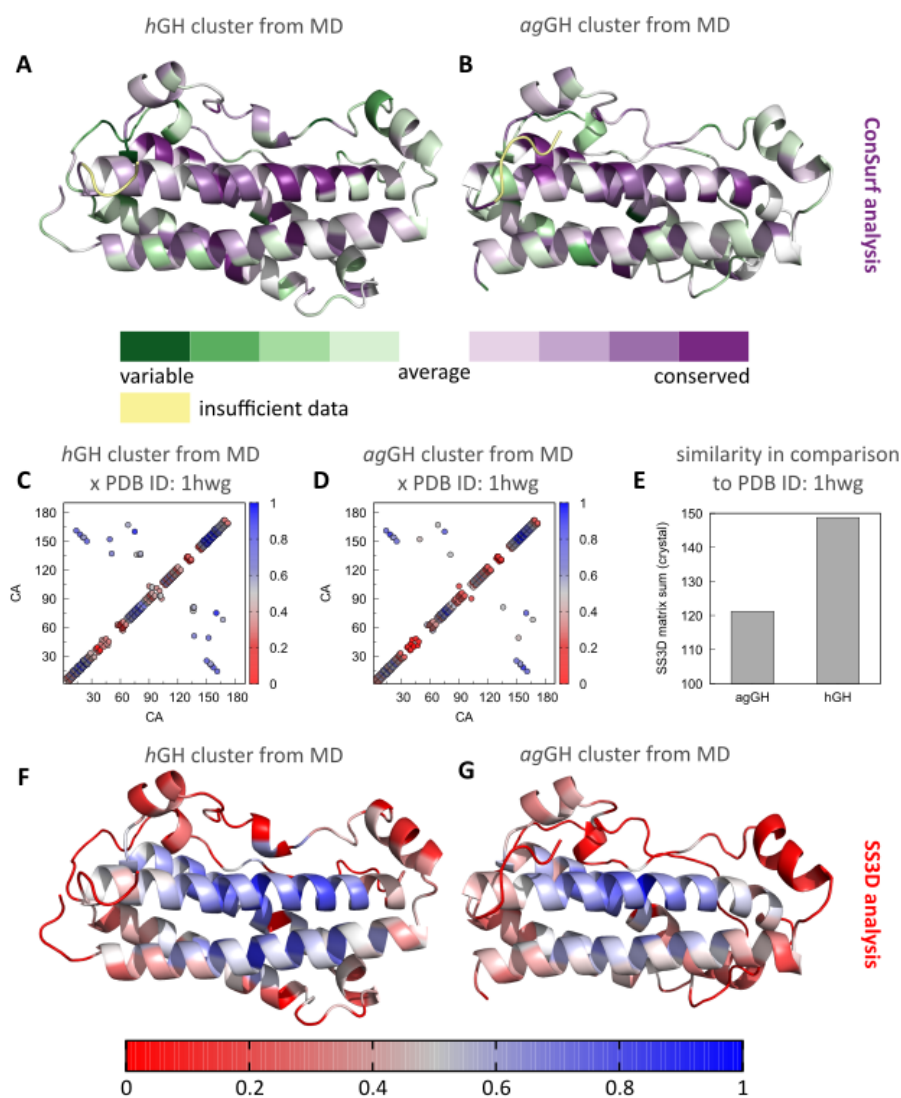 hGH cluster from MD
agGH cluster from MD
A
B
ConSurf analysis
variable
average
conserved
insufficient data
C
hGH cluster from MD
x PDB ID: 1hwg
D
agGH cluster from MD
x PDB ID: 1hwg
E
similarity in comparison
to PDB ID: 1hwg
180
150
120
90
60
30
CA
30 60 90 120 150 180
CA
1
0.8
0.6
0.4
0.2
0
180
150
120
90
60
30
CA
30 60 90 120 150 180
CA
1
0.8
0.6
0.4
0.2
0
150
140
130
120
110
100
SS3D matrix sum (crystal)
agGH hGH
hGH cluster from MD
agGH cluster from MD
F
G
SS3D analysis
0 0.2 0.4 0.6 0.8 1